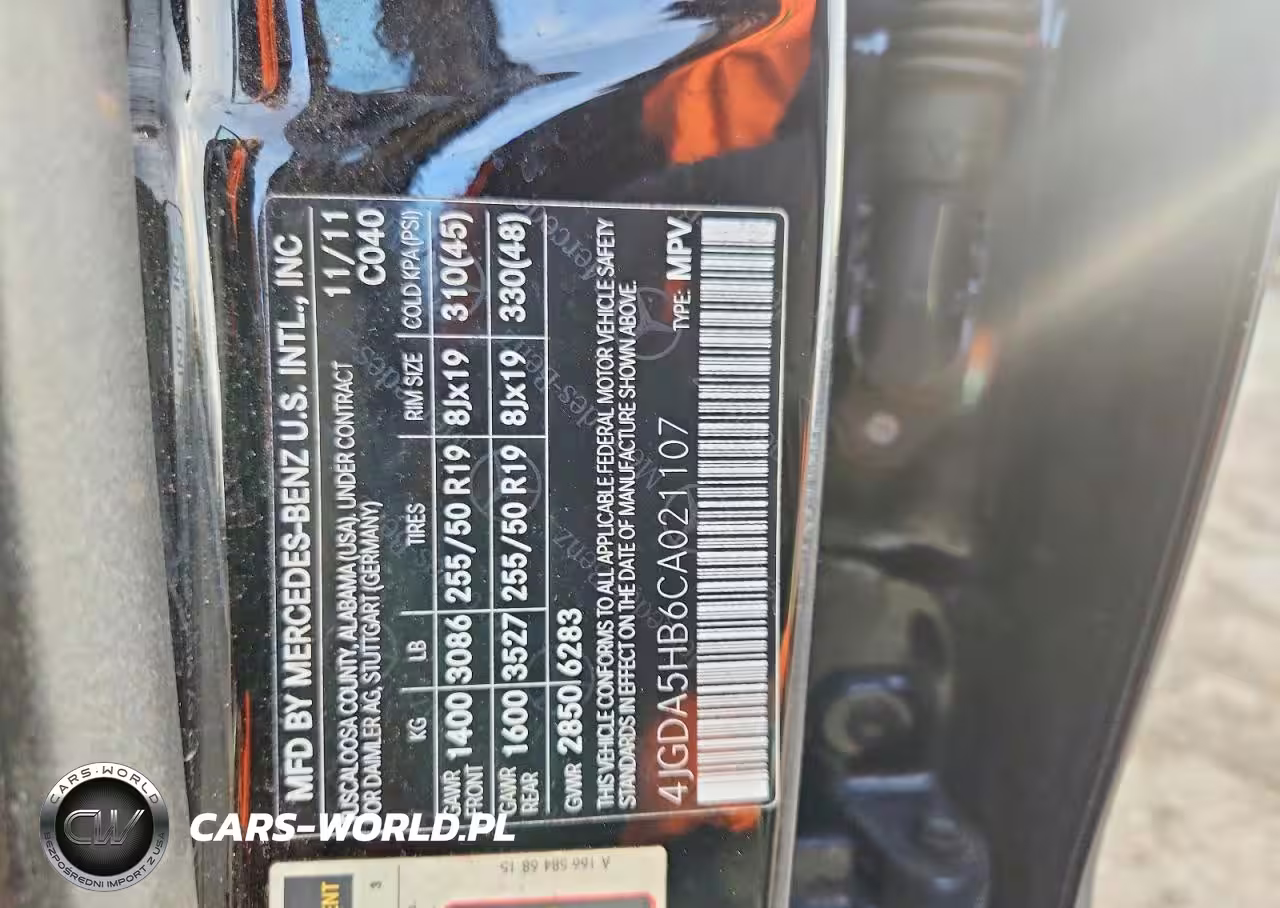 MFD BY MERCEDES-BENZ U.S. INTL., INC
TUSCALOOSA COUNTY, ALABAMA (USA), UNDER CONTRACT 11/11
FOR DAIMLER AG, STUTTGART (GERMANY) C040
KG LB TIRES RIM SIZE COLD KPA (PSI)
GAWR FRONT 1400 3086 255/50 R19 8Jx19 310(45)
GAWR REAR 1600 3527 255/50 R19 8Jx19 330(48)
GVWR 2850 6283
THIS VEHICLE CONFORMS TO ALL APPLICABLE FEDERAL MOTOR VEHICLE SAFETY
STANDARDS IN EFFECT ON THE DATE OF MANUFACTURE SHOWN ABOVE.
4JGDA5HB6CA021107 TYPE: MPV
A 166 584 68 15
3
CARS-WORLD
CW
BEZPOŚREDNI IMPORT Z USA
CARS-WORLD.PL